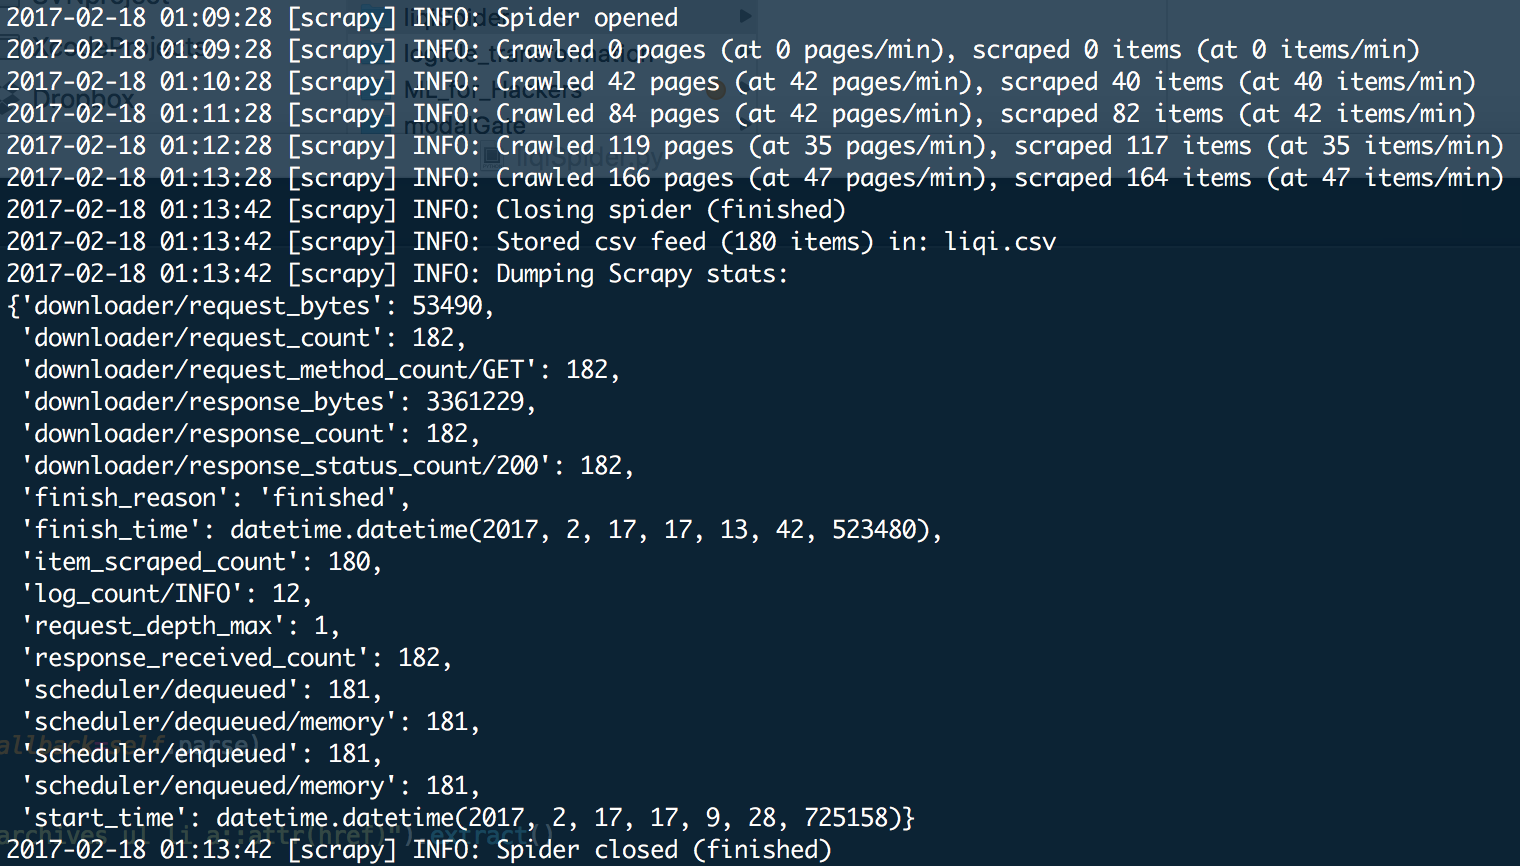 2017-02-18 01:09:28 [scrapy] INFO: Spider opened
2017-02-18 01:09:28 [scrapy] INFO: Crawled 0 pages (at 0 pages/min), scraped 0 items (at 0 items/min)
2017-02-18 01:10:28 [scrapy] INFO: Crawled 42 pages (at 42 pages/min), scraped 40 items (at 40 items/min)
2017-02-18 01:11:28 [scrapy] INFO: Crawled 84 pages (at 42 pages/min), scraped 82 items (at 42 items/min)
2017-02-18 01:12:28 [scrapy] INFO: Crawled 119 pages (at 35 pages/min), scraped 117 items (at 35 items/min)
2017-02-18 01:13:28 [scrapy] INFO: Crawled 166 pages (at 47 pages/min), scraped 164 items (at 47 items/min)
2017-02-18 01:13:42 [scrapy] INFO: Closing spider (finished)
2017-02-18 01:13:42 [scrapy] INFO: Stored csv feed (180 items) in: liqi.csv
2017-02-18 01:13:42 [scrapy] INFO: Dumping Scrapy stats:
{'downloader/request_bytes': 53490,
 'downloader/request_count': 182,
 'downloader/request_method_count/GET': 182,
 'downloader/response_bytes': 3361229,
 'downloader/response_count': 182,
 'downloader/response_status_count/200': 182,
 'finish_reason': 'finished',
 'finish_time': datetime.datetime(2017, 2, 17, 17, 13, 42, 523480),
 'item_scraped_count': 180,
 'log_count/INFO': 12,
 'request_depth_max': 1,
 'response_received_count': 182,
 'scheduler/dequeued': 181,
 'scheduler/dequeued/memory': 181,
 'scheduler/enqueued': 181,
 'scheduler/enqueued/memory': 181,
 'start_time': datetime.datetime(2017, 2, 17, 17, 9, 28, 725158)}
2017-02-18 01:13:42 [scrapy] INFO: Spider closed (finished)